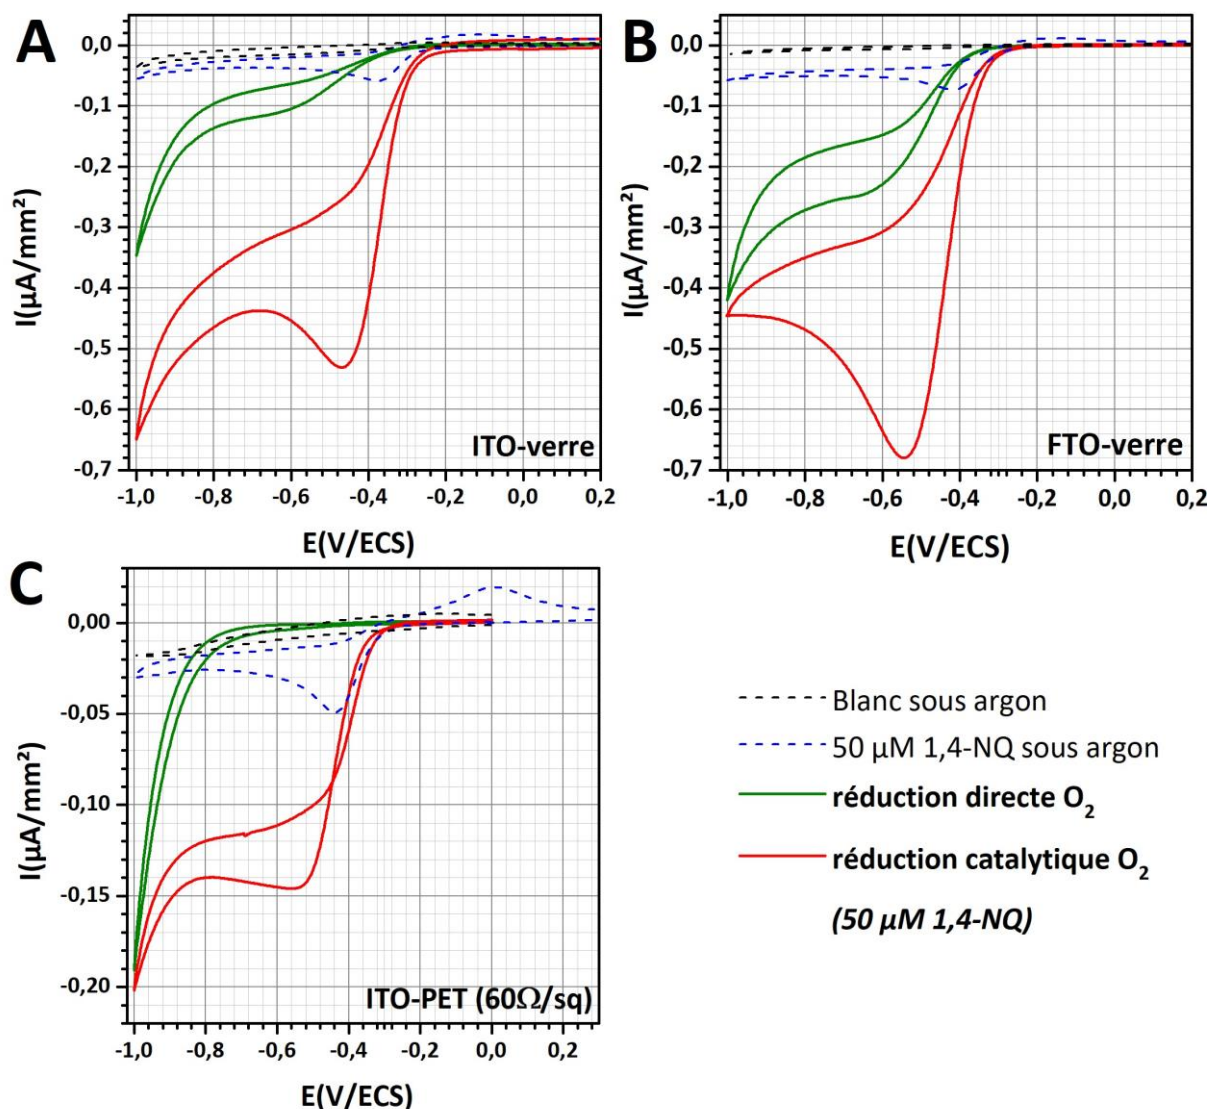 A
0,0
-0,1
-0,2
-0,3
-0,4
-0,5
-0,6
-0,7
I(µA/mm²)
ITO-verre
-1,0 -0,8 -0,6 -0,4 -0,2 0,0 0,2
E(V/ECS)
B
0,0
-0,1
-0,2
-0,3
-0,4
-0,5
-0,6
-0,7
I(µA/mm²)
FTO-verre
-1,0 -0,8 -0,6 -0,4 -0,2 0,0 0,2
E(V/ECS)
C
0,00
-0,05
-0,10
-0,15
-0,20
I(µA/mm²)
ITO-PET (60Ω/sq)
-1,0 -0,8 -0,6 -0,4 -0,2 0,0 0,2
E(V/ECS)
Blanc sous argon
50 µM 1,4-NQ sous argon
réduction directe O₂
réduction catalytique O₂
(50 µM 1,4-NQ)